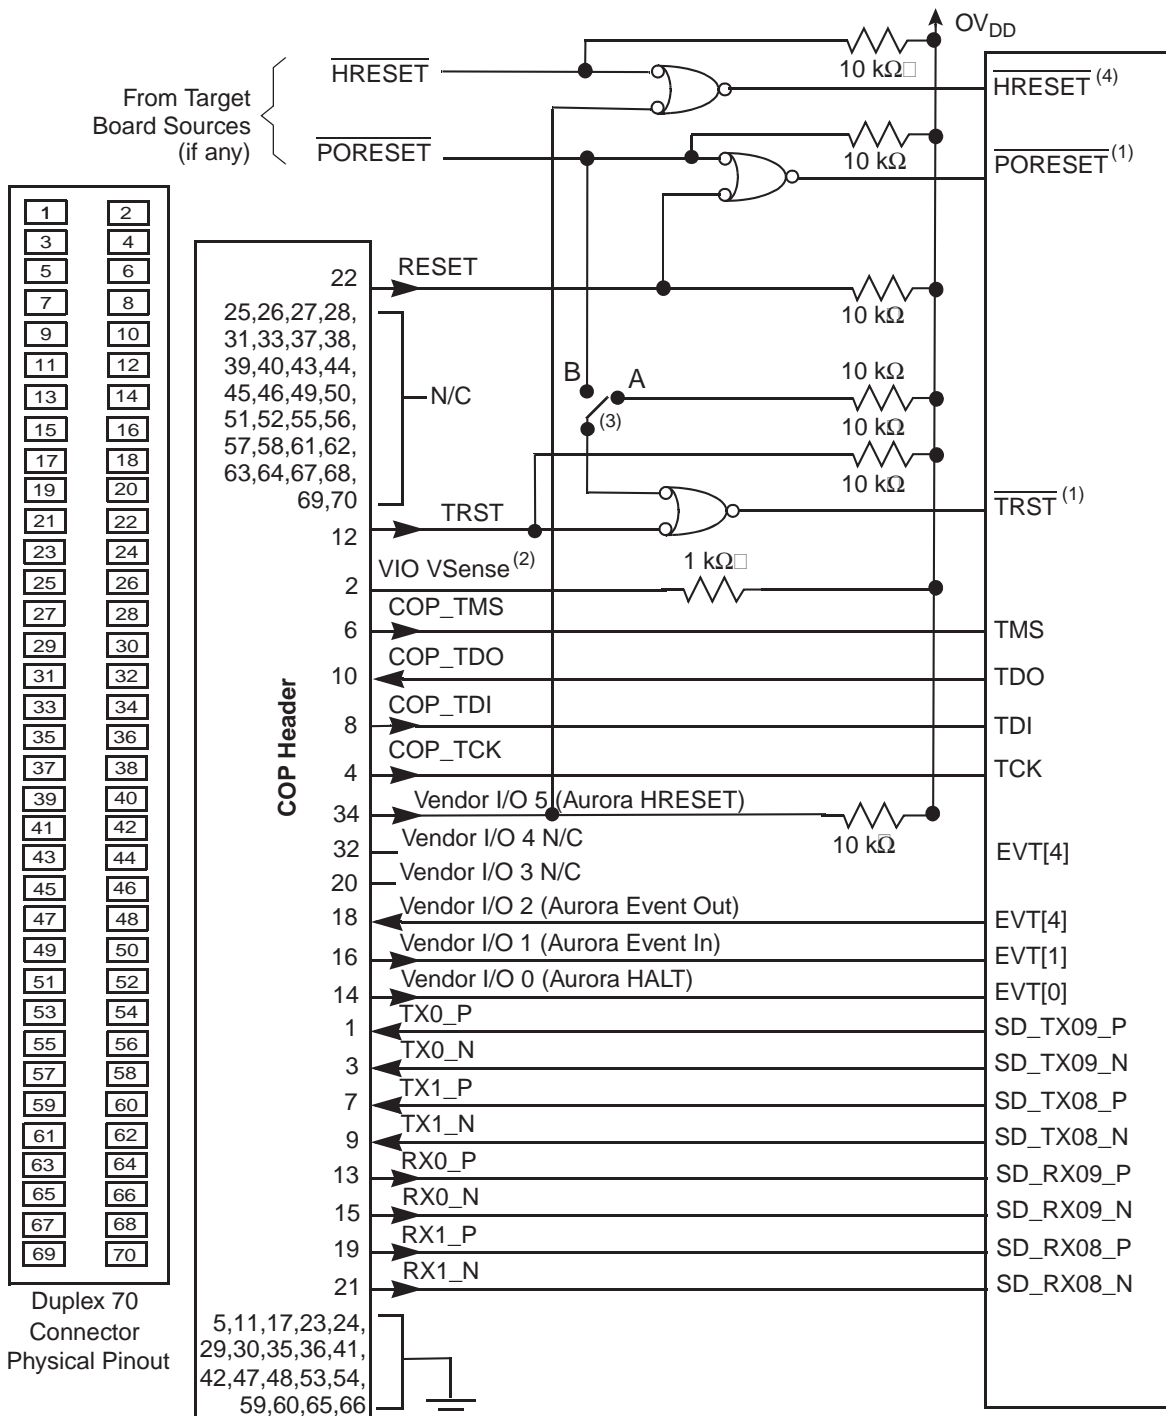 OVDD
HRESET
10 kΩ
HRESET (4)
From Target
Board Sources
(if any)
PORESET
10 kΩ
PORESET (1)
1 2
3 4
5 6
7 8
9 10
11 12
13 14
15 16
17 18
19 20
21 22
23 24
25 26
27 28
29 30
31 32
33 34
35 36
37 38
39 40
41 42
43 44
45 46
47 48
49 50
51 52
53 54
55 56
57 58
59 60
61 62
63 64
65 66
67 68
69 70
Duplex 70
Connector
Physical Pinout
COP Header
22 RESET
10 kΩ
25,26,27,28,
31,33,37,38,
39,40,43,44,
45,46,49,50,
51,52,55,56,
57,58,61,62,
63,64,67,68,
69,70
N/C
B A
(3)
10 kΩ
10 kΩ
10 kΩ
12 TRST
TRST (1)
2 VIO VSense (2)
1 kΩ
6 COP_TMS TMS
10 COP_TDO TDO
8 COP_TDI TDI
4 COP_TCK TCK
34 Vendor I/O 5 (Aurora HRESET)
10 kΩ
32 Vendor I/O 4 N/C
EVT[4]
20 Vendor I/O 3 N/C
18 Vendor I/O 2 (Aurora Event Out) EVT[4]
16 Vendor I/O 1 (Aurora Event In) EVT[1]
14 Vendor I/O 0 (Aurora HALT) EVT[0]
1 TX0_P SD_TX09_P
3 TX0_N SD_TX09_N
7 TX1_P SD_TX08_P
9 TX1_N SD_TX08_N
13 RX0_P SD_RX09_P
15 RX0_N SD_RX09_N
19 RX1_P SD_RX08_P
21 RX1_N SD_RX08_N
5,11,17,23,24,
29,30,35,36,41,
42,47,48,53,54,
59,60,65,66